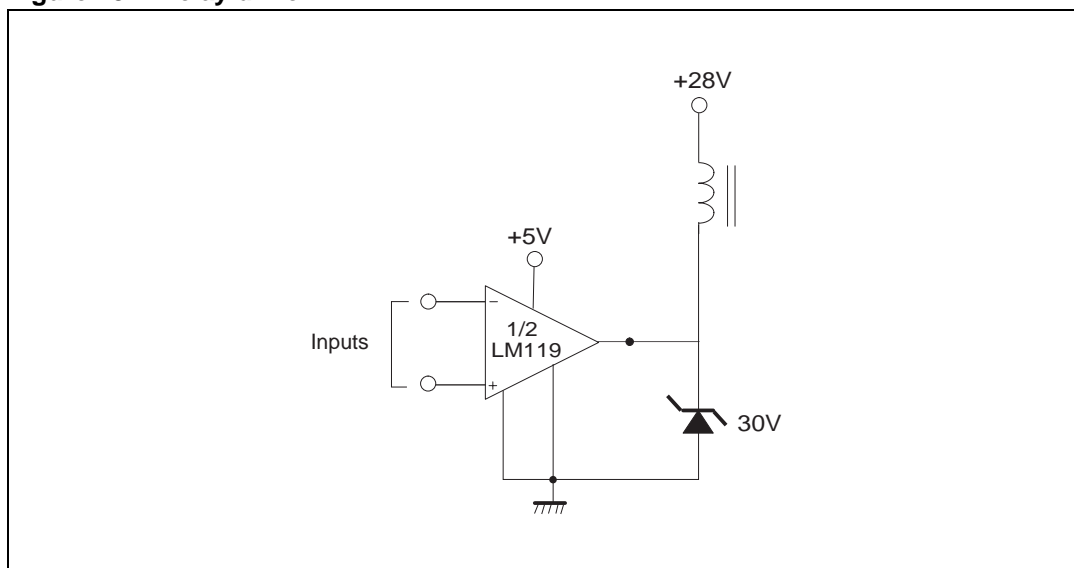 +28V
+5V
−
1/2
LM119
+
Inputs
30V